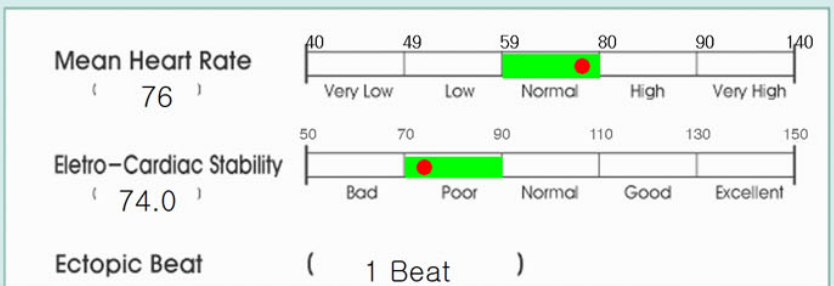 40 49 59 80 90 140
Mean Heart Rate
( 76 )
Very Low Low Normal High Very High
50 70 90 110 130 150
Eletro-Cardiac Stability
( 74.0 )
Bad Poor Normal Good Excellent
Ectopic Beat ( 1 Beat )